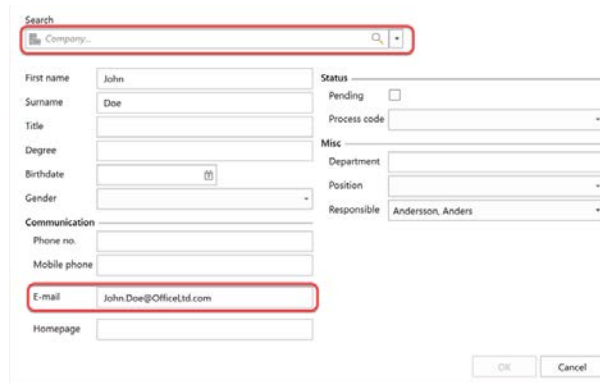 Search
Company...
First name John
Surname Doe
Title
Degree
Birthdate
Gender
Communication
Phone no.
Mobile phone
E-mail John.Doe@OfficeLtd.com
Homepage
Status
Pending
Process code
Misc
Department
Position
Responsible Andersson, Anders
OK Cancel